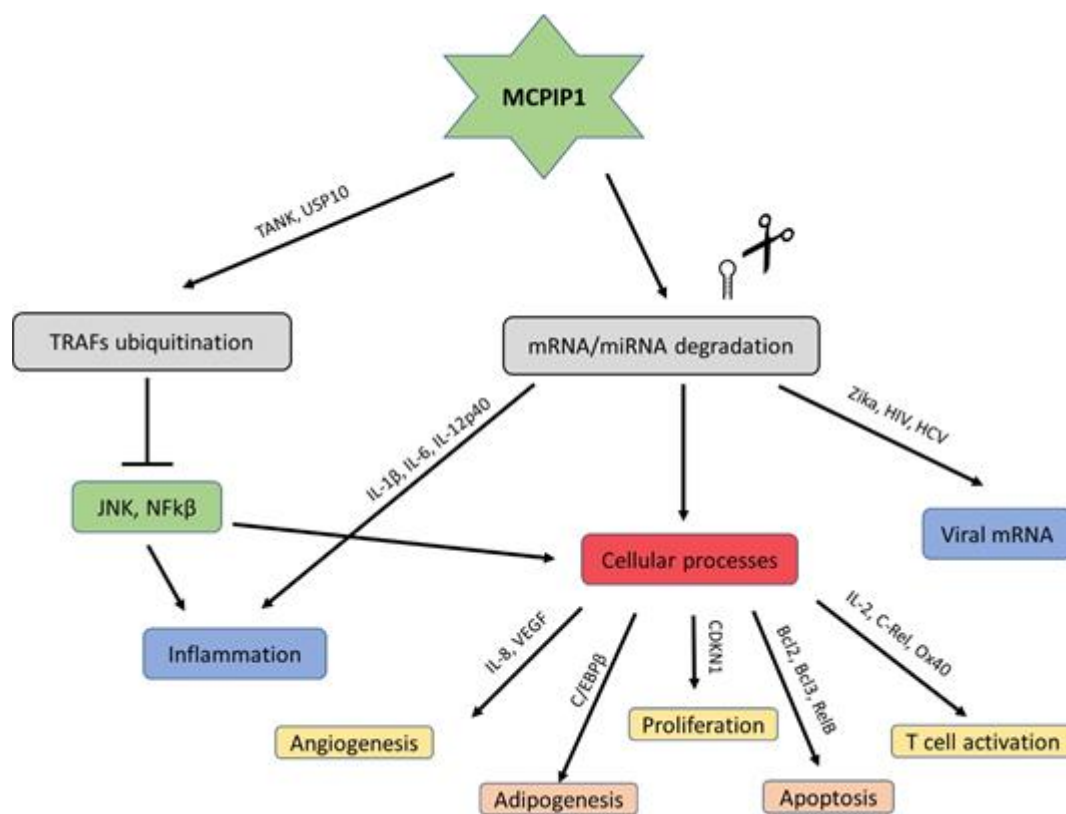 MCPIP1
TANK, USP10
TRAFs ubiquitination
mRNA/miRNA degradation
IL-1β, IL-6, IL-12p40
Zika, HIV, HCV
JNK, NFkβ
Viral mRNA
Cellular processes
Inflammation
IL-8, VEGF
C/EBPβ
CDKN1
Bcl2, Bcl3, RelB
IL-2, C-Rel, Ox40
Angiogenesis
Proliferation
T cell activation
Adipogenesis
Apoptosis